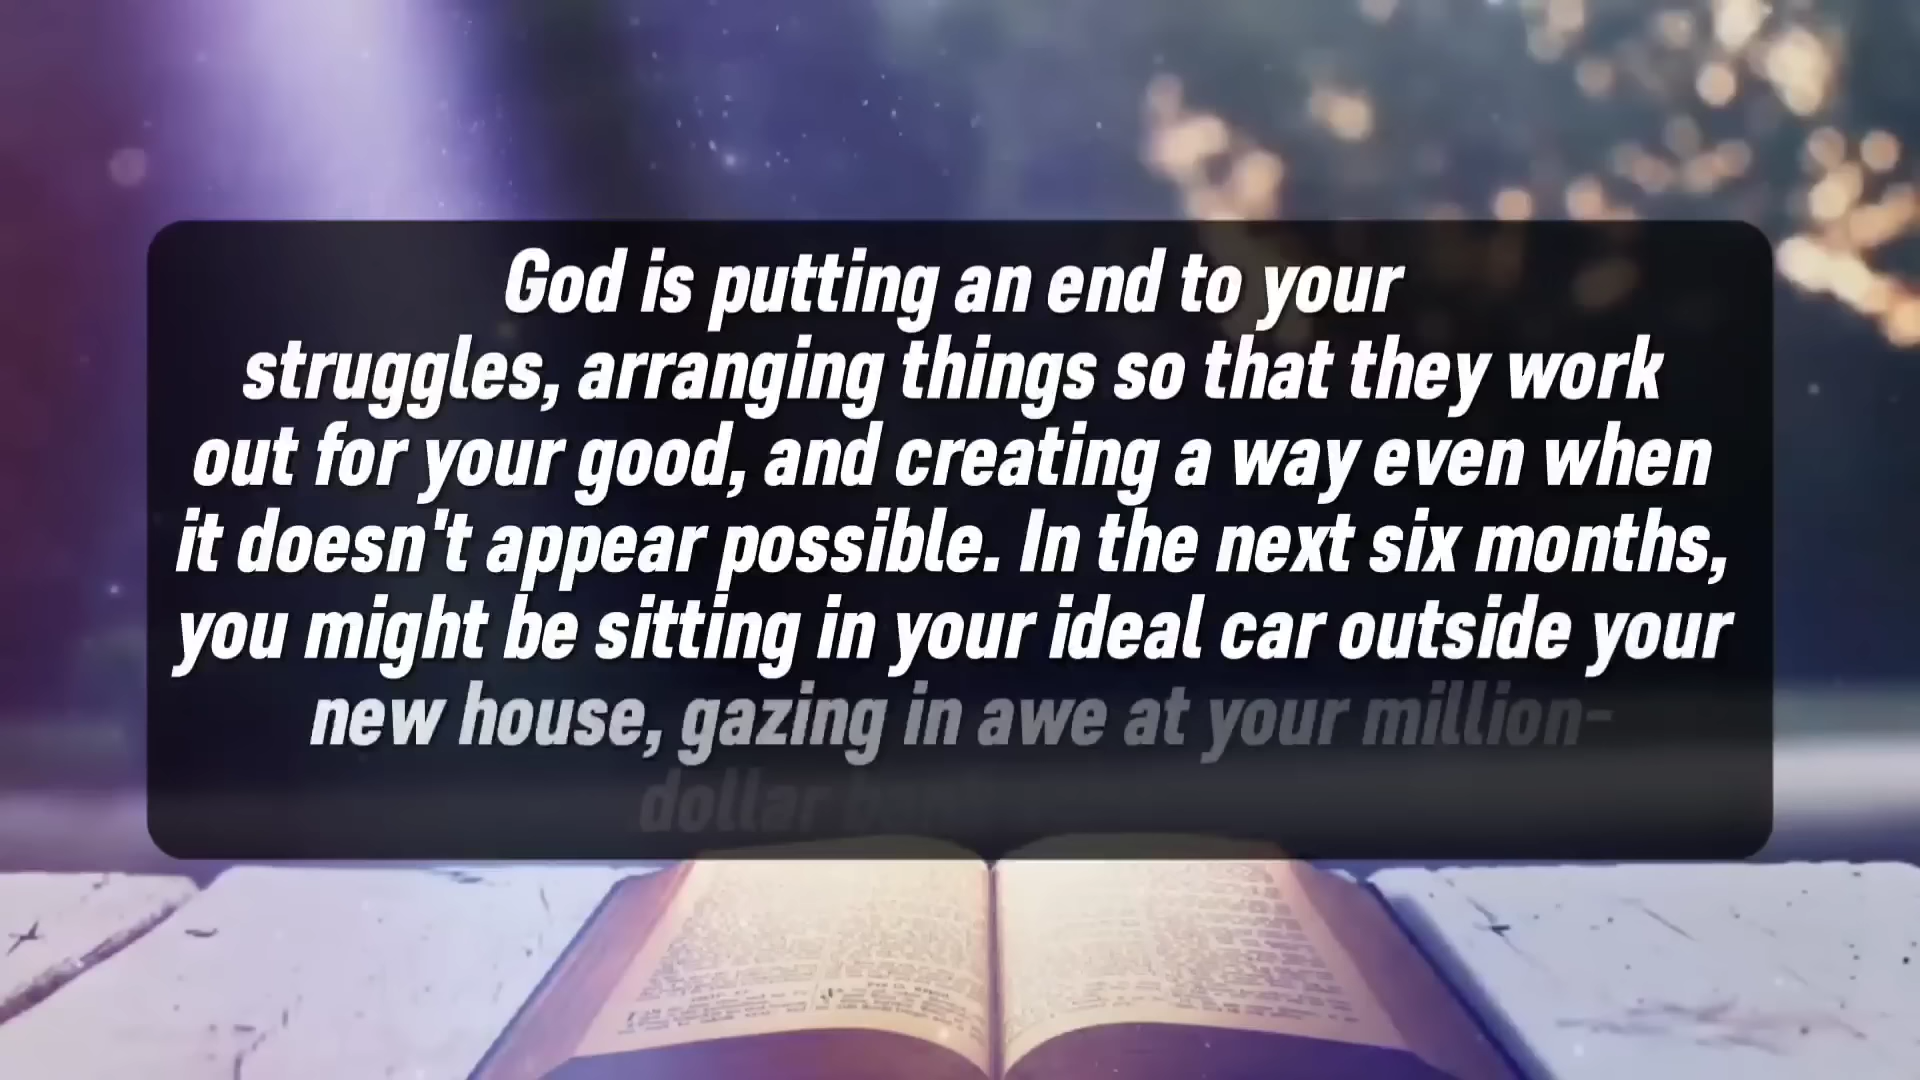 God is putting an end to your
struggles, arranging things so that they work
out for your good, and creating a way even when
it doesn't appear possible. In the next six months,
you might be sitting in your ideal car outside your
new house, gazing in awe at your million-
dollar